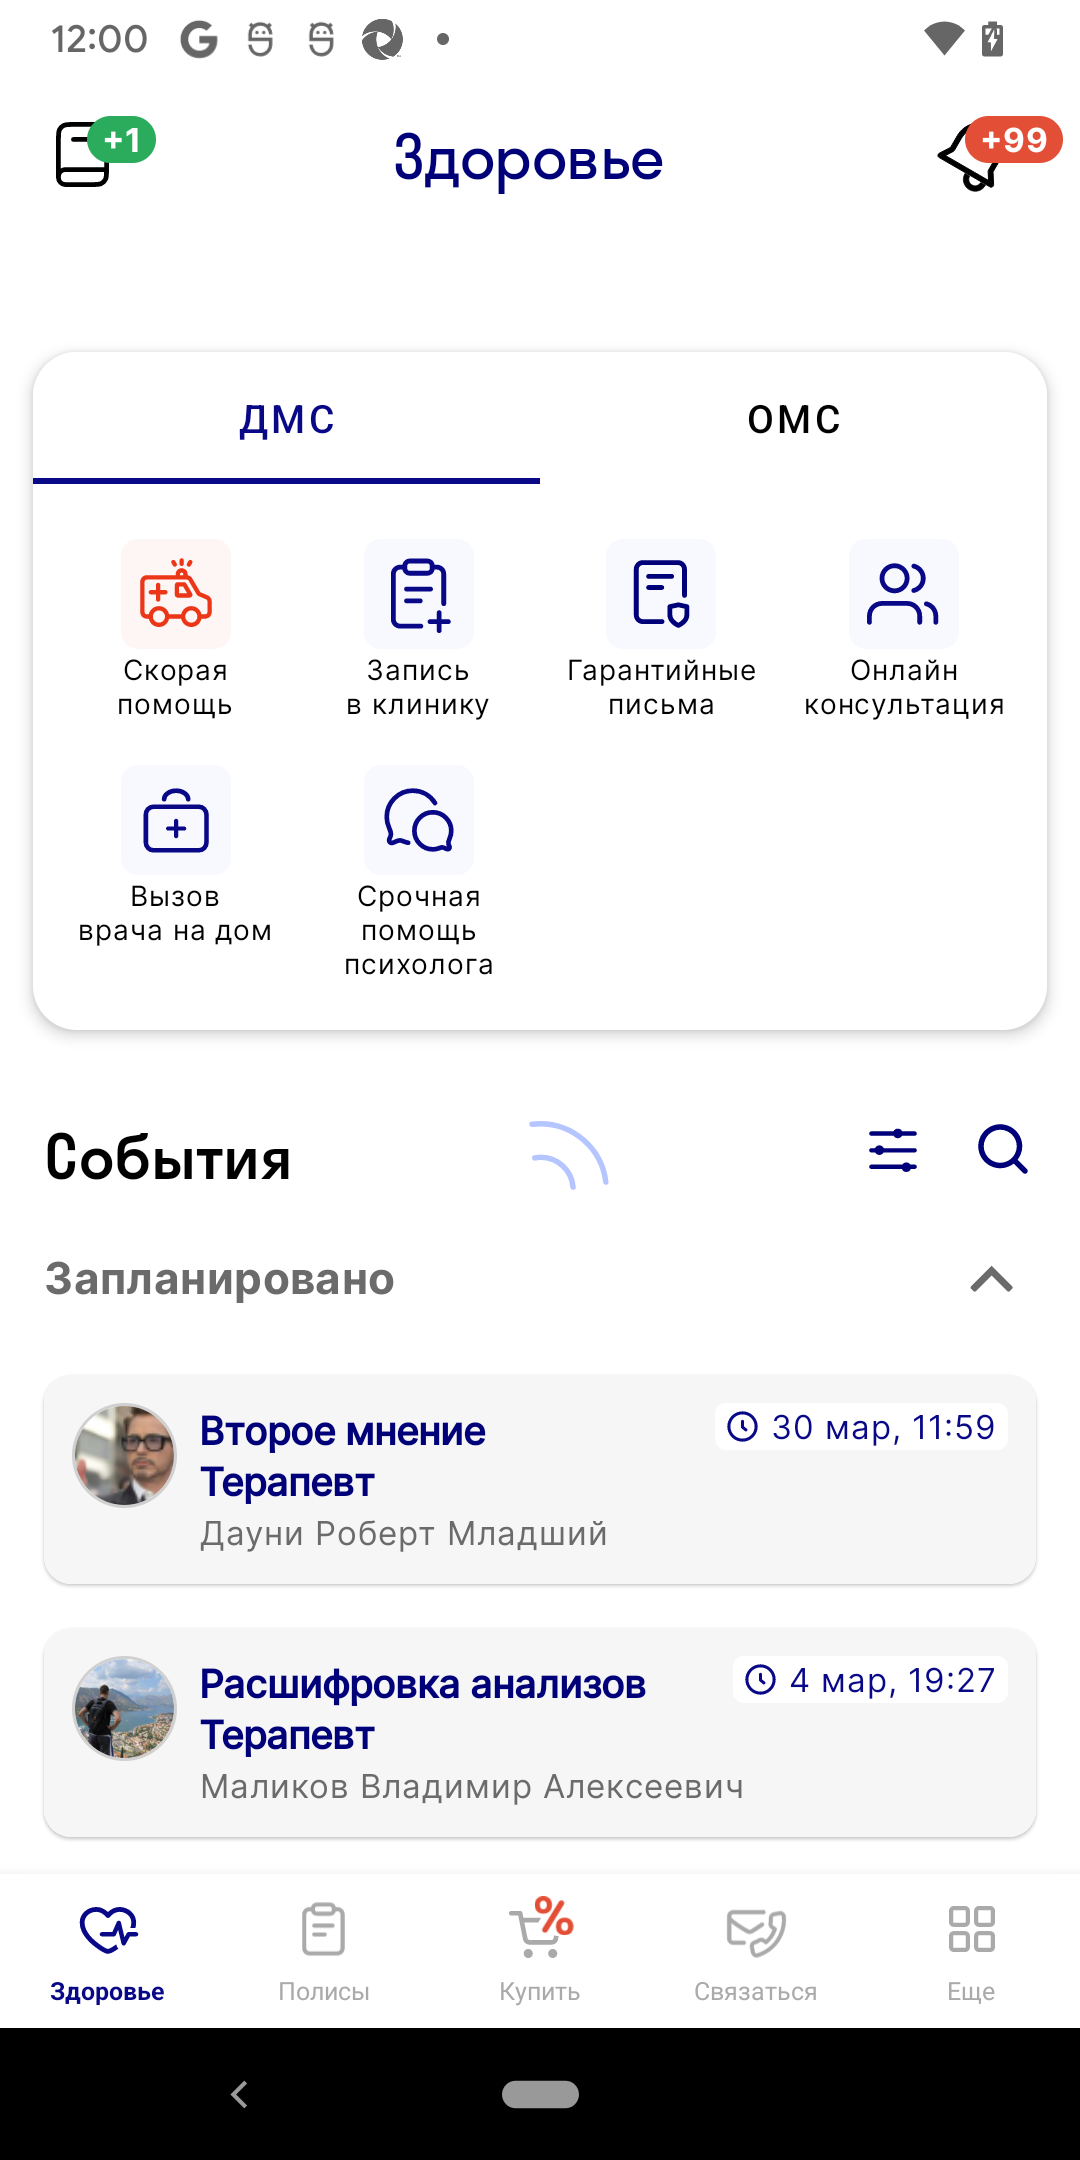 12:00
+1
Здоровье
+99
ДМС
ОМС
Скорая
помощь
Запись
в клинику
Гарантийные
письма
Онлайн
консультация
Вызов
врача на дом
Срочная
помощь
психолога
События
Запланировано
Второе мнение
Терапевт
30 мар, 11:59
Дауни Роберт Младший
Расшифровка анализов
Терапевт
4 мар, 19:27
Маликов Владимир Алексеевич
Здоровье
Полисы
%
Купить
Связаться
Еще